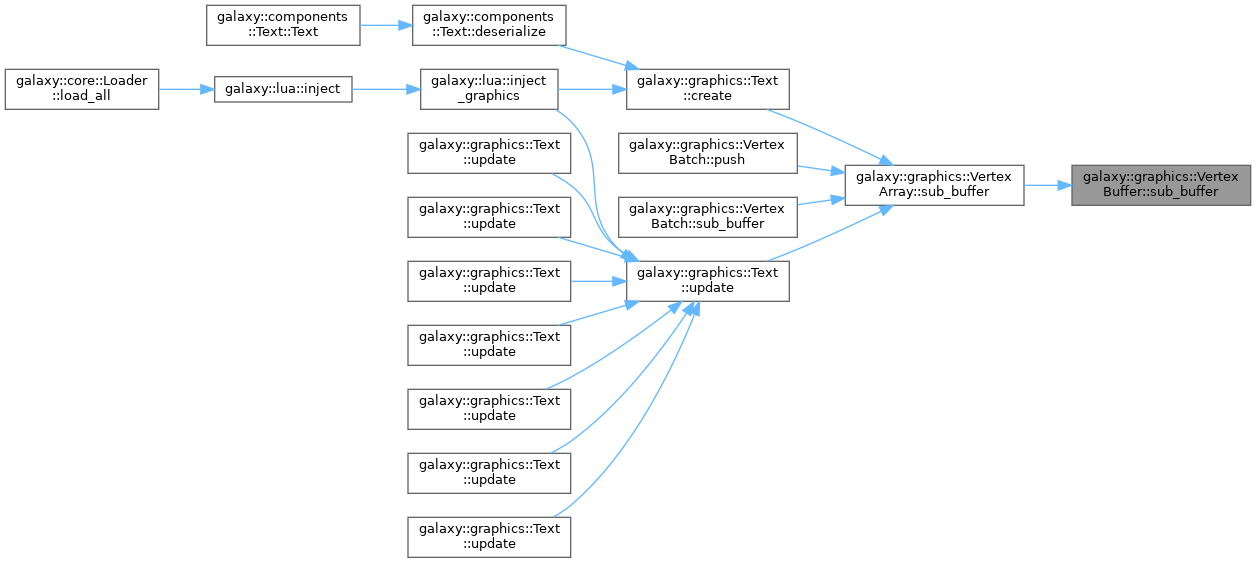 galaxy::components
::Text::Text
galaxy::components
::Text::deserialize
galaxy::core::Loader
::load_all
galaxy::lua::inject
galaxy::lua::inject
_graphics
galaxy::graphics::Text
::create
galaxy::graphics::Text
::update
galaxy::graphics::Vertex
Batch::push
galaxy::graphics::Vertex
Array::sub_buffer
galaxy::graphics::Vertex
Buffer::sub_buffer
galaxy::graphics::Text
::update
galaxy::graphics::Vertex
Batch::sub_buffer
galaxy::graphics::Text
::update
galaxy::graphics::Text
::update
galaxy::graphics::Text
::update
galaxy::graphics::Text
::update
galaxy::graphics::Text
::update
galaxy::graphics::Text
::update